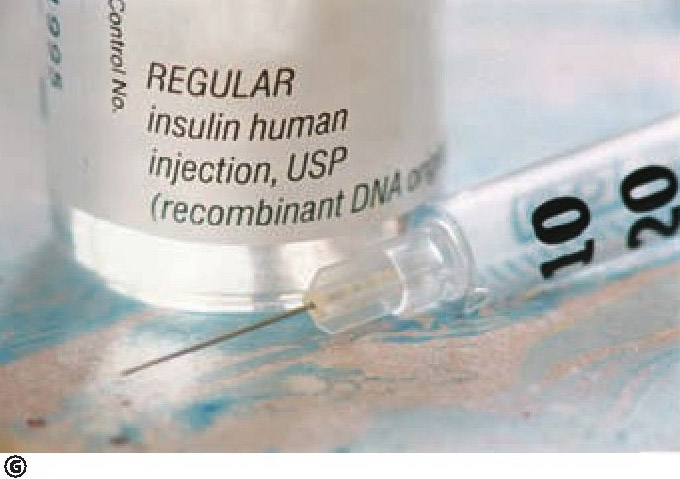 Control No.
REGULAR
insulin human
injection, USP
(recombinant DNA
10
20
G